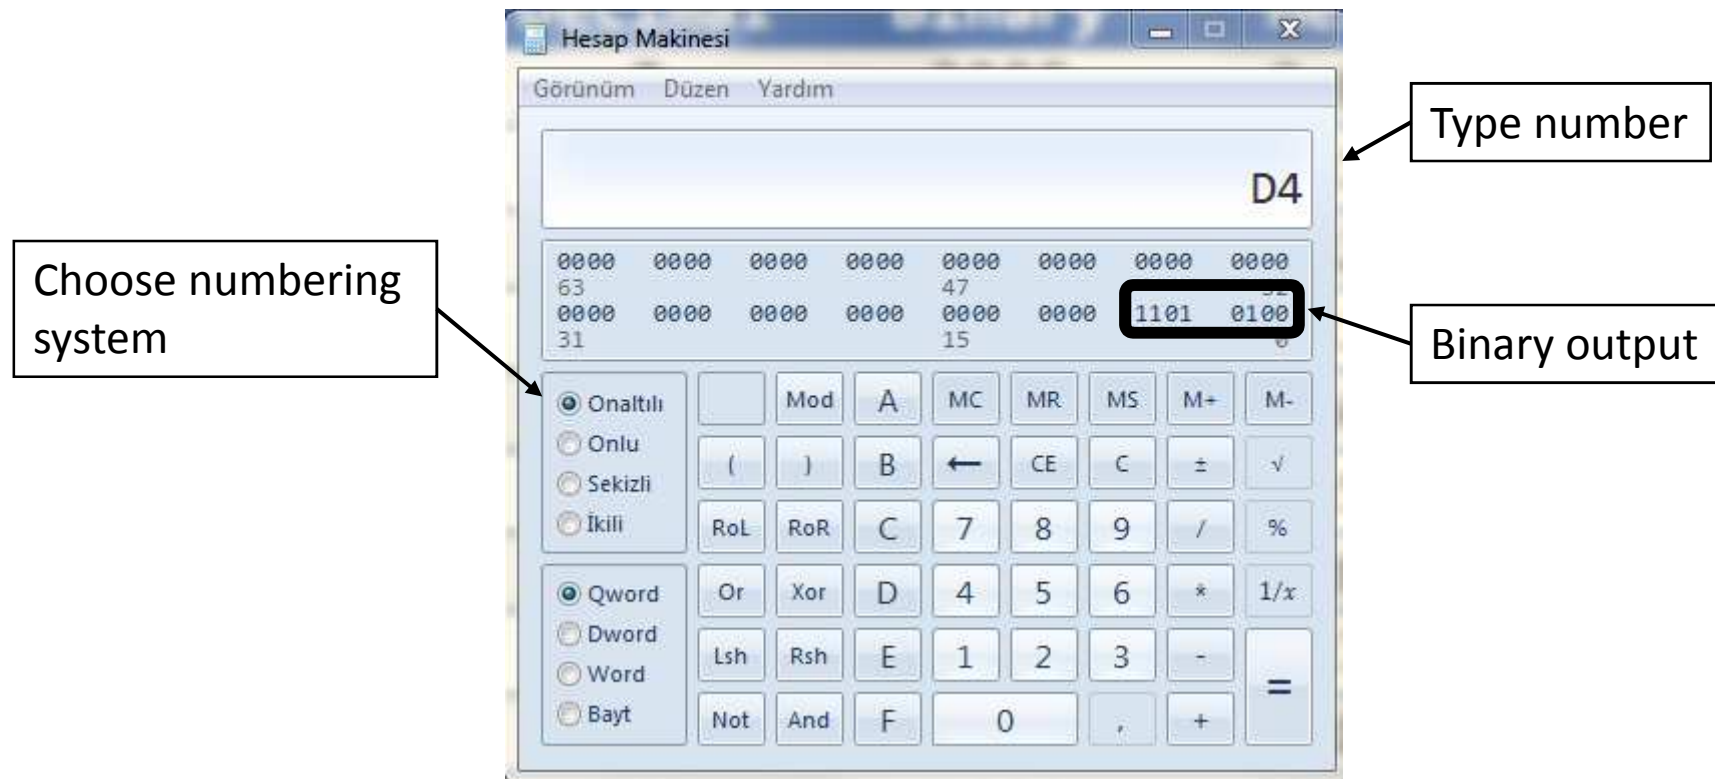 Hesap Makinesi
Görünüm Düzen Yardım
Type number
D4
Choose numbering
system
0000 0000 0000 0000 0000 0000 0000 0000
63 47 32
0000 0000 0000 0000 0000 0000 1101 0100
31 15 0
Binary output
Onaltılı
Onlu
Sekizli
İkili
Qword
Dword
Word
Bayt
Mod A MC MR MS M+ M-
( ) B ← CE C ± √
RoL RoR C 7 8 9 / %
Or Xor D 4 5 6 * 1/x
Lsh Rsh E 1 2 3 - =
Not And F 0 , +